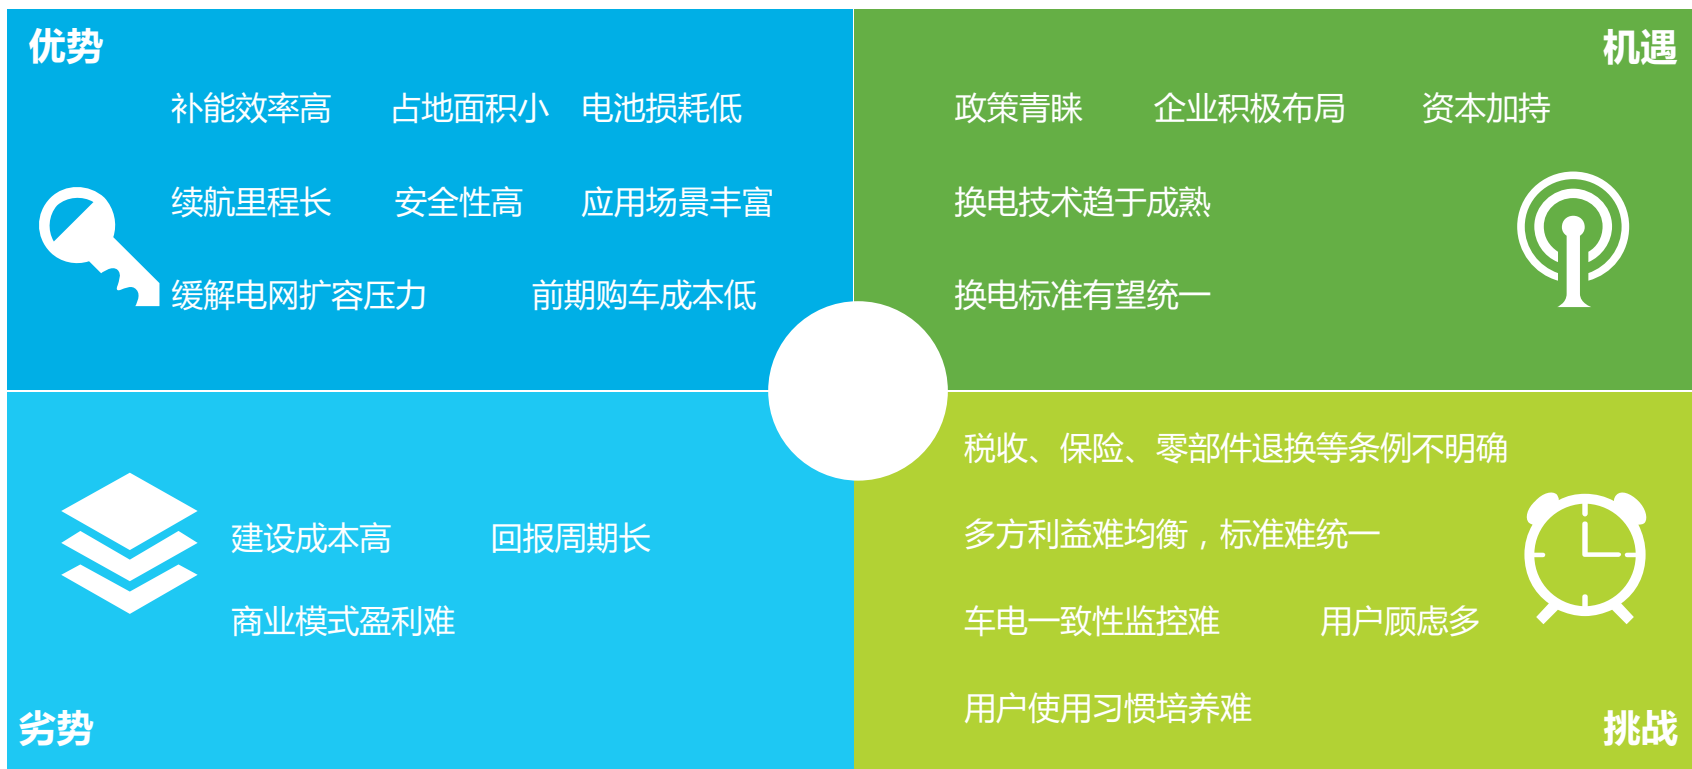 优势
补能效率高 占地面积小 电池损耗低
续航里程长 安全性高 应用场景丰富
缓解电网扩容压力 前期购车成本低
机遇
政策青睐 企业积极布局 资本加持
换电技术趋于成熟
换电标准有望统一
建设成本高 回报周期长
商业模式盈利难
劣势
税收、保险、零部件退换等条例不明确
多方利益难均衡，标准难统一
车电一致性监控难 用户顾虑多
用户使用习惯培养难
挑战